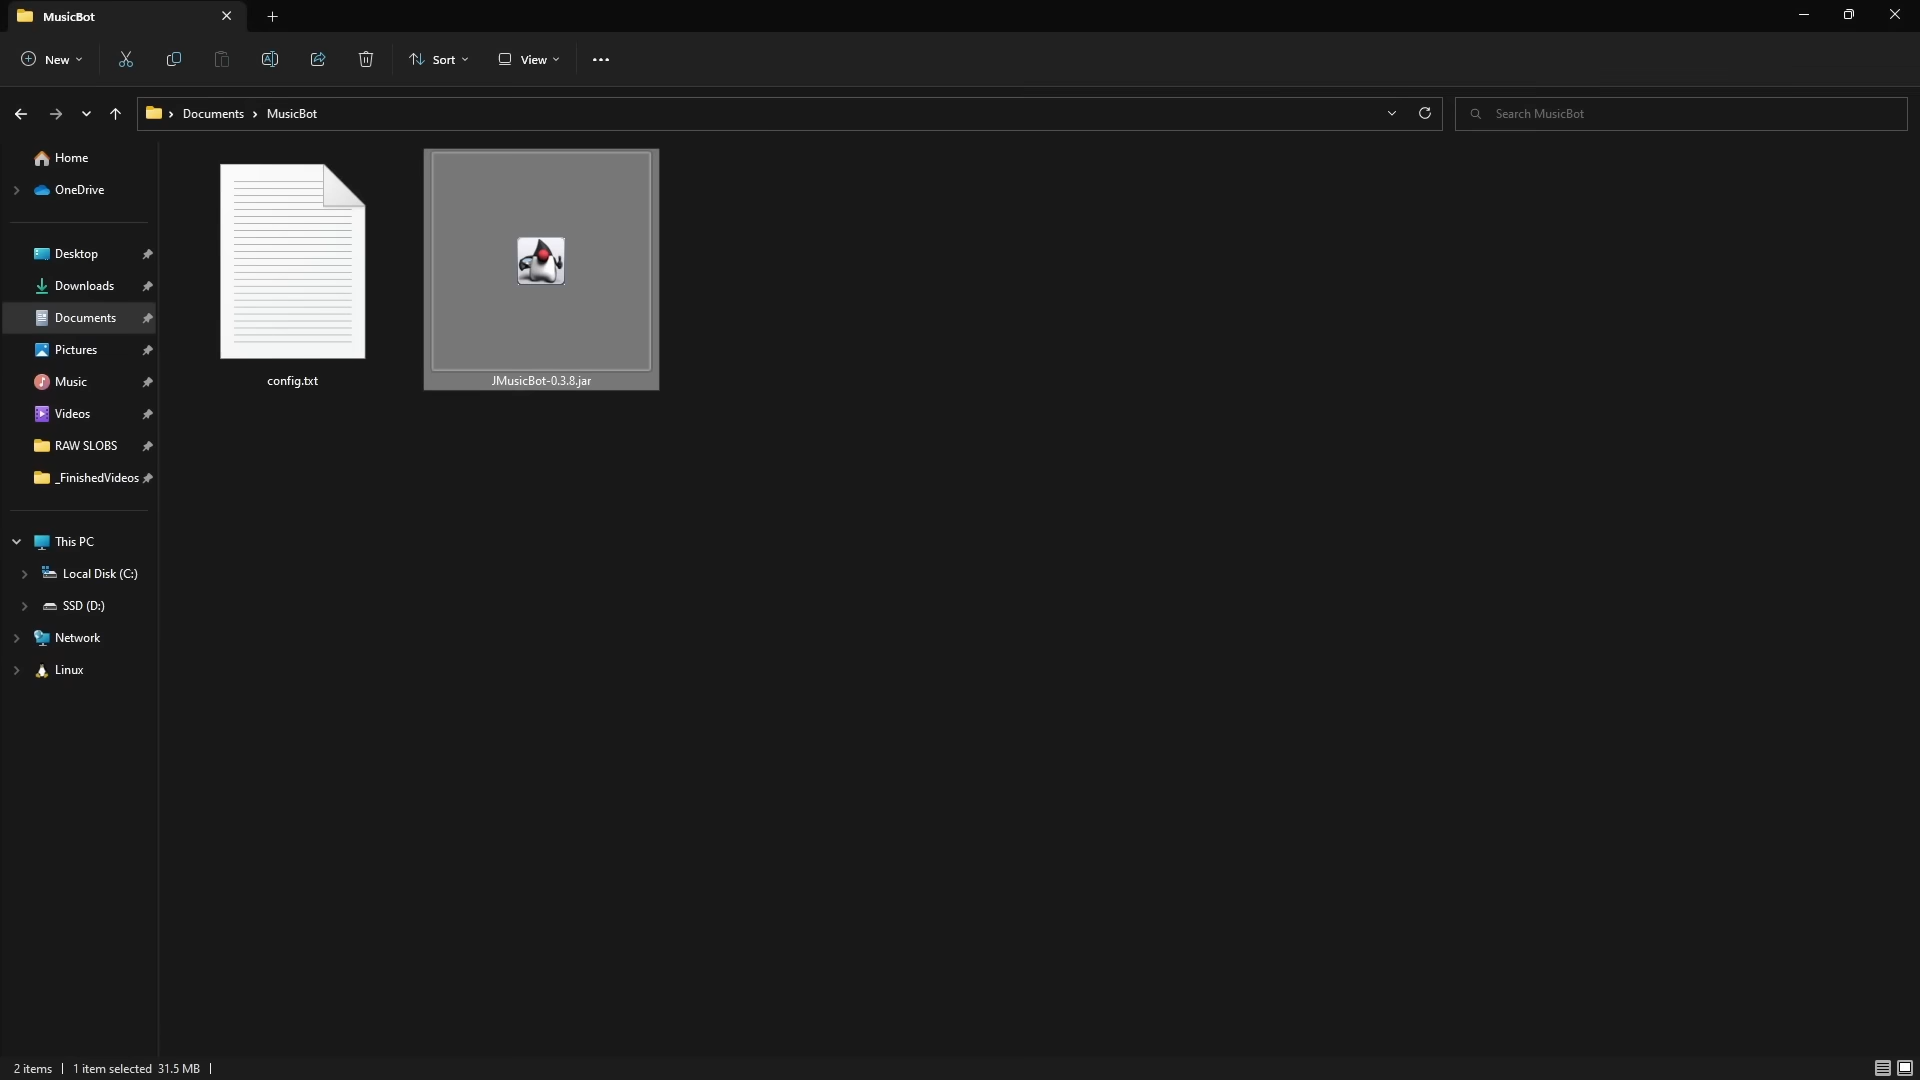 MusicBot
New
Sort
View
Documents
MusicBot
Search MusicBot
Home
OneDrive
Desktop
Downloads
Documents
Pictures
Music
Videos
RAW SLOBS
_FinishedVideos
This PC
Local Disk (C:)
SSD (D:)
Network
Linux
config.txt
JMusicBot-0.3.8.jar
2 items
1 item selected 31.5 MB